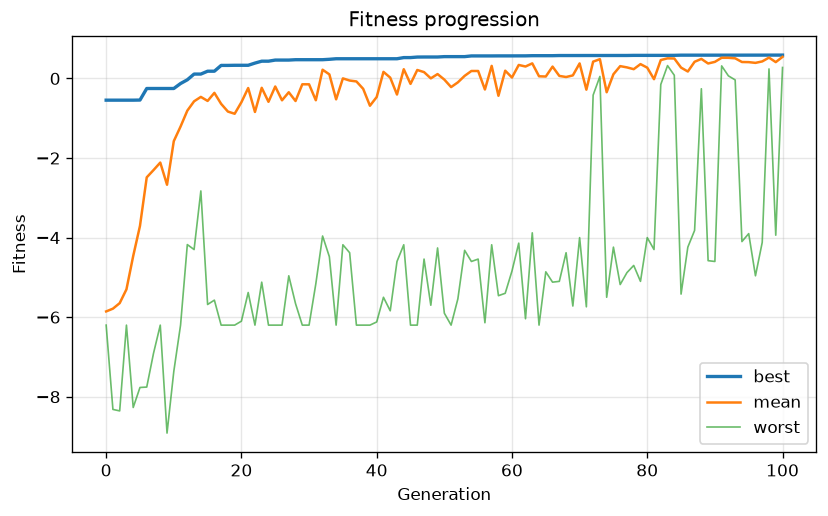 Fitness progression
Fitness
0
−2
−4
−6
−8
0 20 40 60 80 100
Generation
best
mean
worst